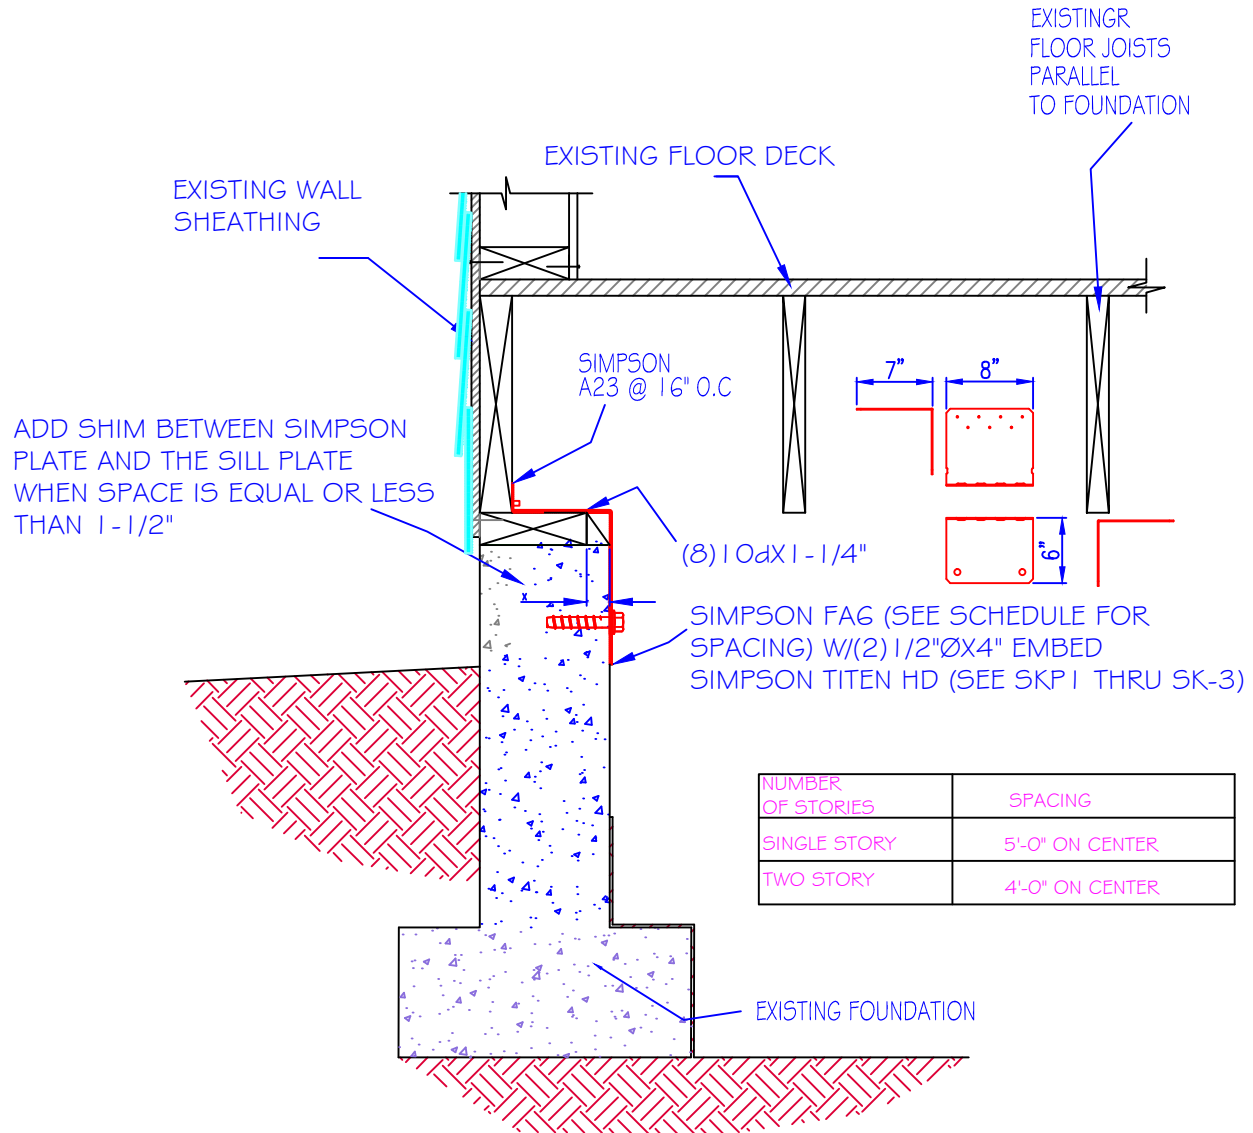 EXISTINGR
FLOOR JOISTS
PARALLEL
TO FOUNDATION
EXISTING FLOOR DECK
EXISTING WALL
SHEATHING
SIMPSON
A23 @ 16" O.C
7"
8"
ADD SHIM BETWEEN SIMPSON
PLATE AND THE SILL PLATE
WHEN SPACE IS EQUAL OR LESS
THAN 1-1/2"
(8)10dX1-1/4"
6"
x
SIMPSON FA6 (SEE SCHEDULE FOR
SPACING) W/(2)1/2"ØX4" EMBED
SIMPSON TITEN HD (SEE SKP1 THRU SK-3)
NUMBER
OF STORIES
SPACING
SINGLE STORY
5'-0" ON CENTER
TWO STORY
4'-0" ON CENTER
EXISTING FOUNDATION